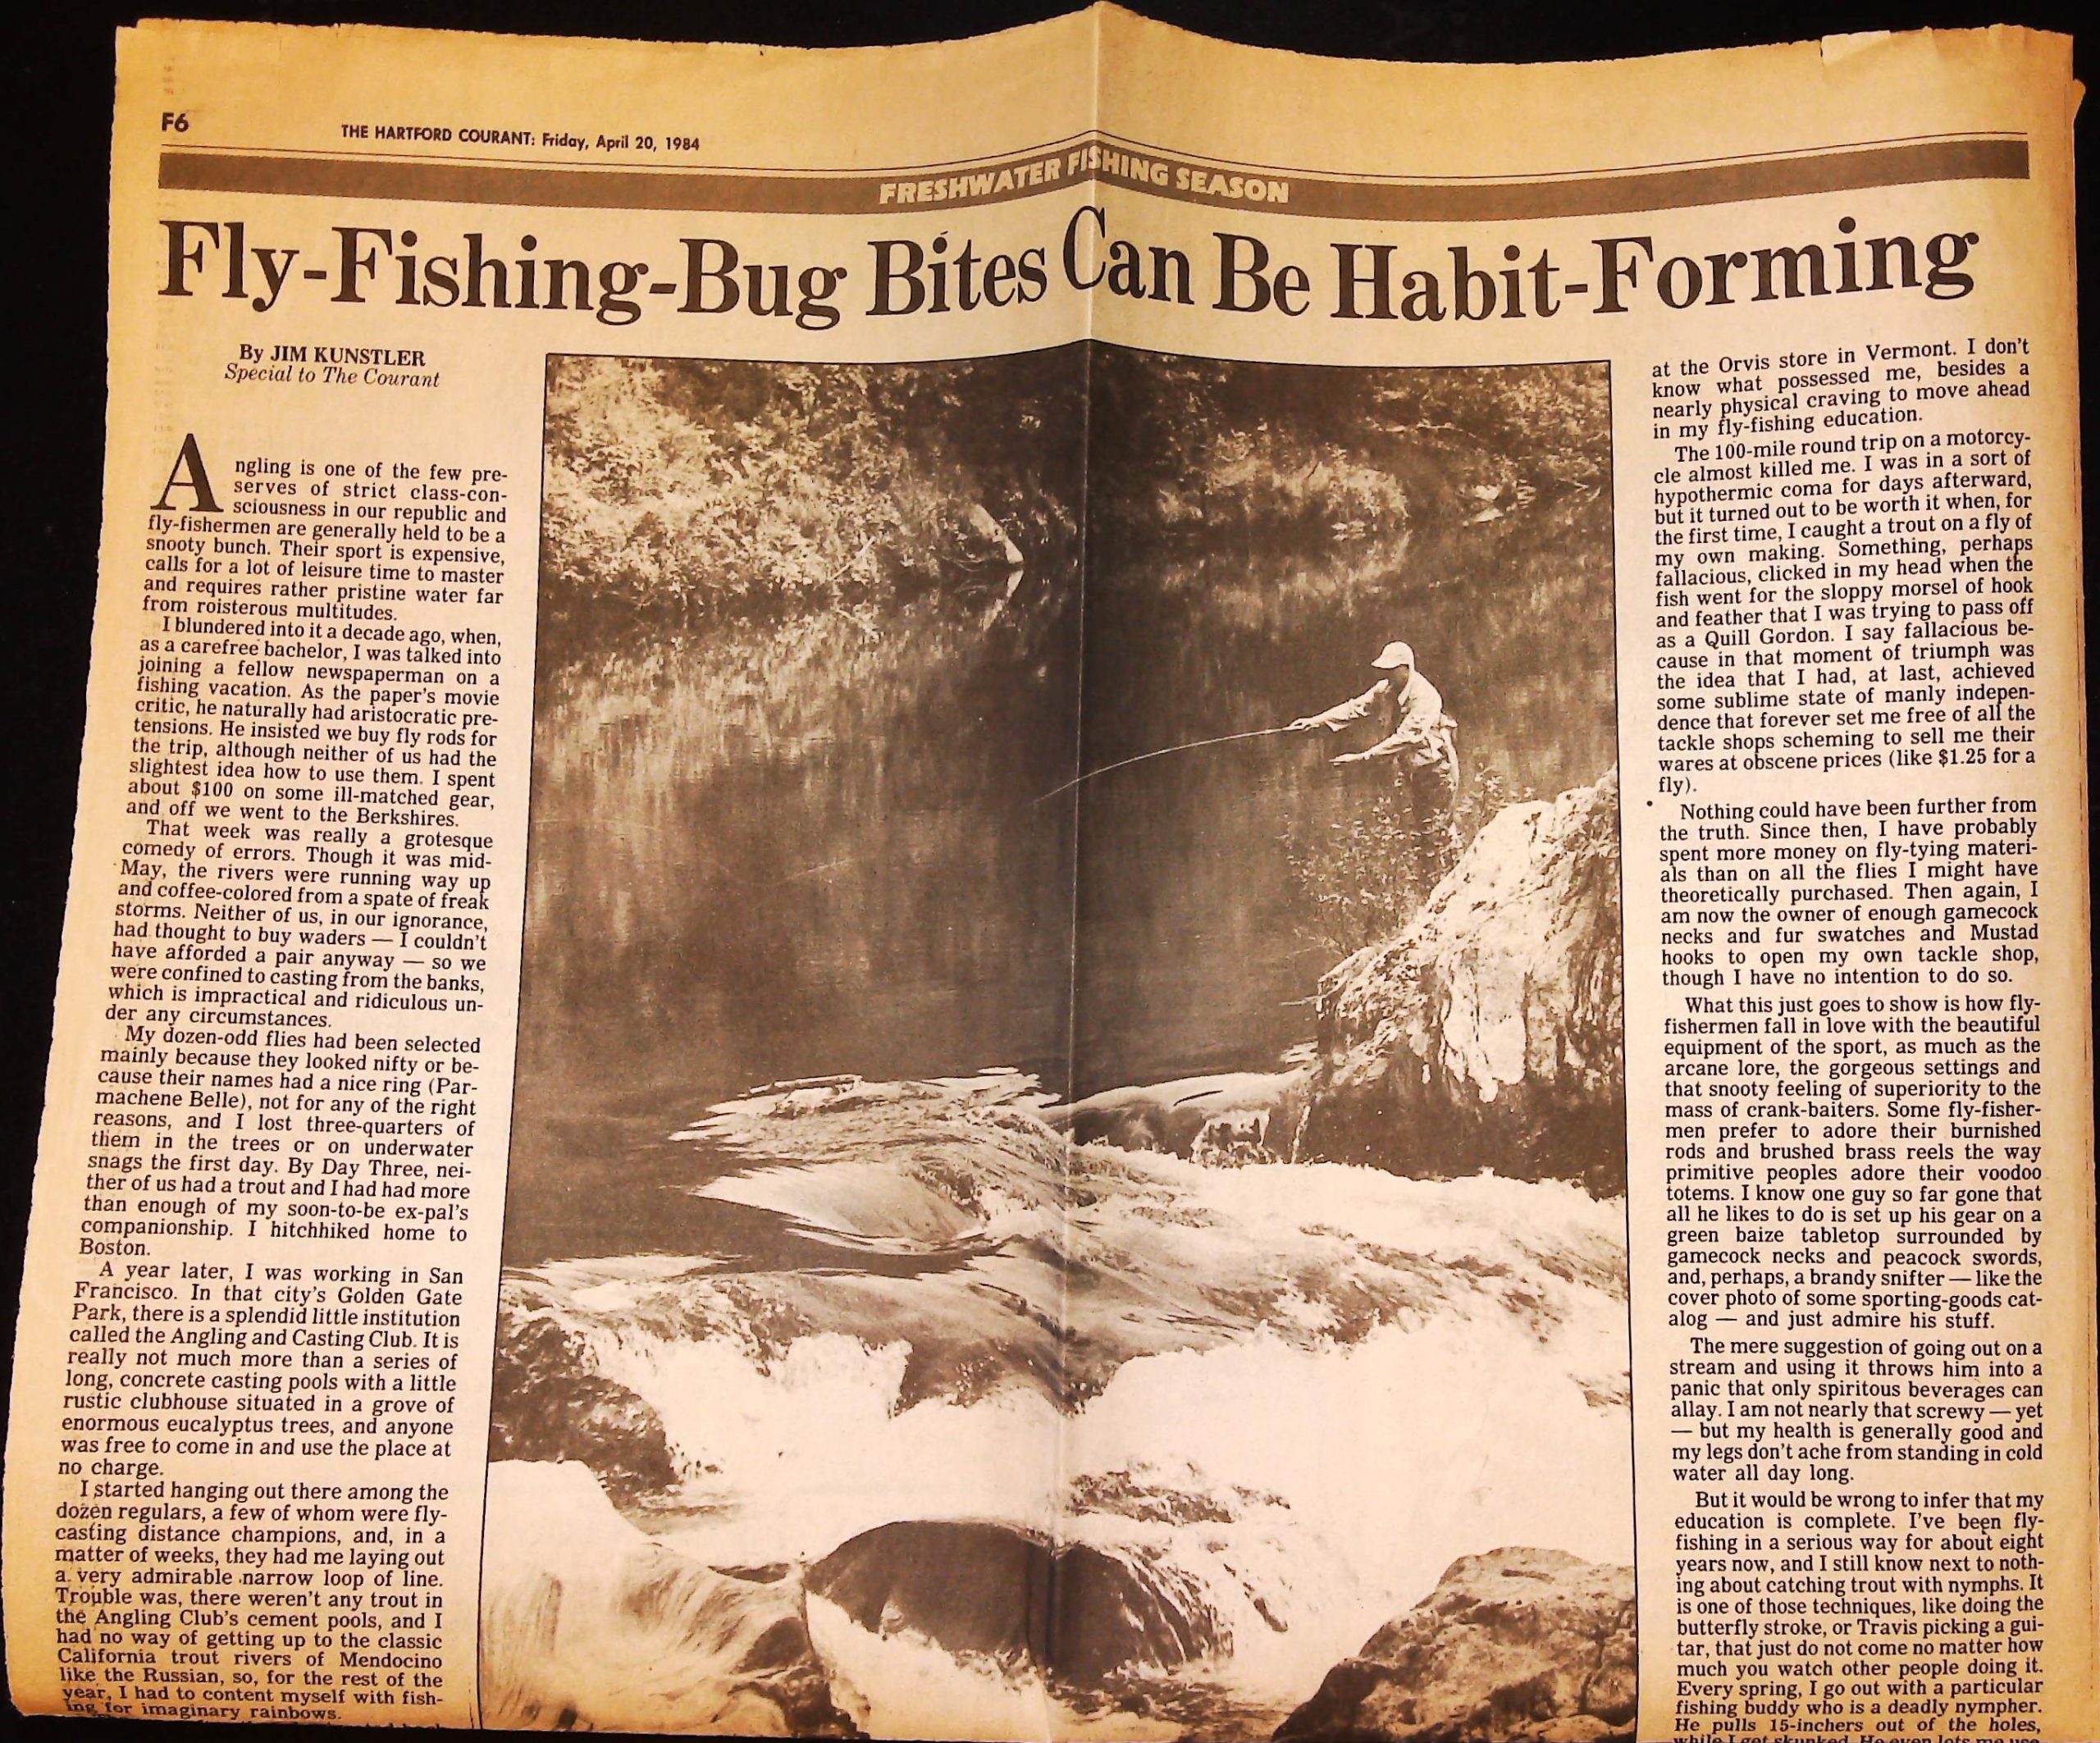 F6
THE HARTFORD COURANT: Friday, April 20, 1984
FRESHWATER FISHING SEASON
Fly-Fishing-Bug Bites Can Be Habit-Forming
By JIM KUNSTLER
Special to The Courant
Angling is one of the few pre-
serves of strict class-con-
sciousness in our republic and
fly-fishermen are generally held to be a
snooty bunch. Their sport is expensive,
calls for a lot of leisure time to master
and requires rather pristine water far
from roisterous multitudes.
I blundered into it a decade ago, when,
as a carefree bachelor, I was talked into
joining a fellow newspaperman on a
fishing vacation. As the paper's movie
critic, he naturally had aristocratic pre-
tensions. He insisted we buy fly rods for
the trip, although neither of us had the
slightest idea how to use them. I spent
about $100 on some ill-matched gear,
and off we went to the Berkshires.
That week was really a grotesque
comedy of errors. Though it was mid-
May, the rivers were running way up
and coffee-colored from a spate of freak
storms. Neither of us, in our ignorance,
had thought to buy waders — I couldn't
have afforded a pair anyway — so we
were confined to casting from the banks,
which is impractical and ridiculous un-
der any circumstances.
My dozen-odd flies had been selected
mainly because they looked nifty or be-
cause their names had a nice ring (Par-
machene Belle), not for any of the right
reasons, and I lost three-quarters of
them in the trees or on underwater
snags the first day. By Day Three, nei-
ther of us had a trout and I had had more
than enough of my soon-to-be ex-pal's
companionship. I hitchhiked home to
Boston.
A year later, I was working in San
Francisco. In that city's Golden Gate
Park, there is a splendid little institution
called the Angling and Casting Club. It is
really not much more than a series of
long, concrete casting pools with a little
rustic clubhouse situated in a grove of
enormous eucalyptus trees, and anyone
was free to come in and use the place at
no charge.
I started hanging out there among the
dozen regulars, a few of whom were fly-
casting distance champions, and, in a
matter of weeks, they had me laying out
a very admirable narrow loop of line.
Trouble was, there weren't any trout in
the Angling Club's cement pools, and I
had no way of getting up to the classic
California trout rivers of Mendocino
like the Russian, so, for the rest of the
year, I had to content myself with fish-
ing for imaginary rainbows.
at the Orvis store in Vermont. I don't
know what possessed me, besides a
nearly physical craving to move ahead
in my fly-fishing education.
The 100-mile round trip on a motorcy-
cle almost killed me. I was in a sort of
hypothermic coma for days afterward,
but it turned out to be worth it when, for
the first time, I caught a trout on a fly of
my own making. Something, perhaps
fallacious, clicked in my head when the
fish went for the sloppy morsel of hook
and feather that I was trying to pass off
as a Quill Gordon. I say fallacious be-
cause in that moment of triumph was
the idea that I had, at last, achieved
some sublime state of manly indepen-
dence that forever set me free of all the
tackle shops scheming to sell me their
wares at obscene prices (like $1.25 for a
fly).
Nothing could have been further from
the truth. Since then, I have probably
spent more money on fly-tying materi-
als than on all the flies I might have
theoretically purchased. Then again, I
am now the owner of enough gamecock
necks and fur swatches and Mustad
hooks to open my own tackle shop,
though I have no intention to do so.
What this just goes to show is how fly-
fishermen fall in love with the beautiful
equipment of the sport, as much as the
arcane lore, the gorgeous settings and
that snooty feeling of superiority to the
mass of crank-baiters. Some fly-fisher-
men prefer to adore their burnished
rods and brushed brass reels the way
primitive peoples adore their voodoo
totems. I know one guy so far gone that
all he likes to do is set up his gear on a
green baize tabletop surrounded by
gamecock necks and peacock swords,
and, perhaps, a brandy snifter — like the
cover photo of some sporting-goods cat-
alog — and just admire his stuff.
The mere suggestion of going out on a
stream and using it throws him into a
panic that only spiritous beverages can
allay. I am not nearly that screwy — yet
— but my health is generally good and
my legs don't ache from standing in cold
water all day long.
But it would be wrong to infer that my
education is complete. I've been fly-
fishing in a serious way for about eight
years now, and I still know next to noth-
ing about catching trout with nymphs. It
is one of those techniques, like doing the
butterfly stroke, or Travis picking a gui-
tar, that just do not come no matter how
much you watch other people doing it.
Every spring, I go out with a particular
fishing buddy who is a deadly nympher.
He pulls 15-inchers out of the holes,
while I get skunked. He even lets me use